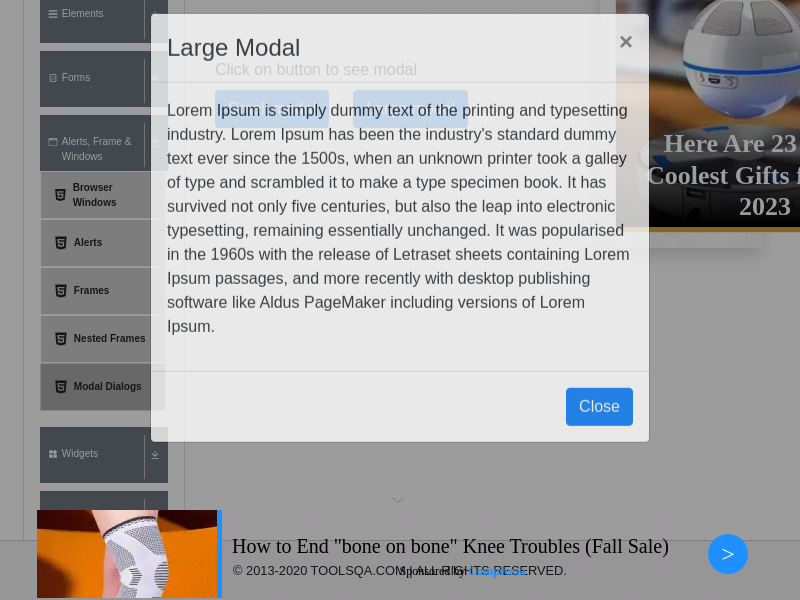 Elements
Forms
Alerts, Frame &
Windows
Browser
Windows
Alerts
Frames
Nested Frames
Modal Dialogs
Widgets
Large Modal
×
Click on button to see modal
Lorem Ipsum is simply dummy text of the printing and typesetting
industry. Lorem Ipsum has been the industry's standard dummy
text ever since the 1500s, when an unknown printer took a galley
of type and scrambled it to make a type specimen book. It has
survived not only five centuries, but also the leap into electronic
typesetting, remaining essentially unchanged. It was popularised
in the 1960s with the release of Letraset sheets containing Lorem
Ipsum passages, and more recently with desktop publishing
software like Aldus PageMaker including versions of Lorem
Ipsum.
Close
Here Are 23
Coolest Gifts
2023
How to End "bone on bone" Knee Troubles (Fall Sale)
© 2013-2020 TOOLSQA.COM | ALL RIGHTS RESERVED.
Sponsored by
>